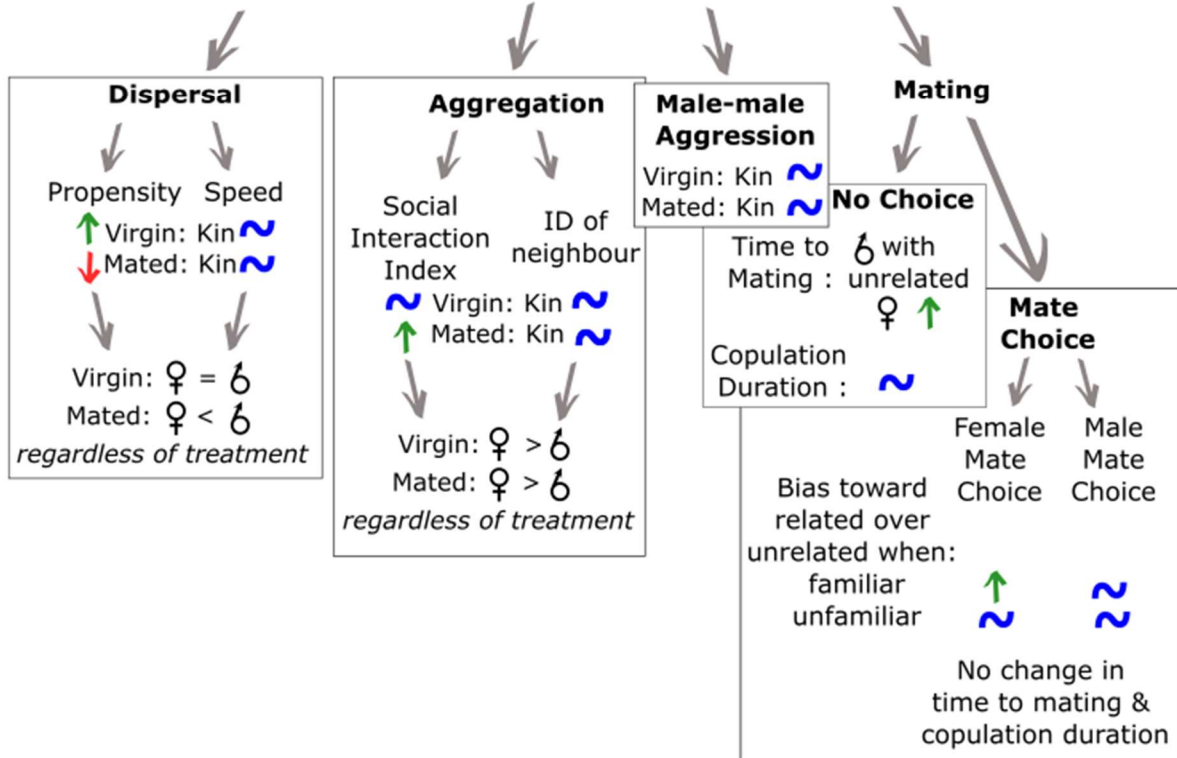 Dispersal
Propensity Speed
↑ Virgin: Kin ~
↓ Mated: Kin ~
Virgin: ♀ = ♂
Mated: ♀ < ♂
regardless of treatment
Aggregation
Social
Interaction
Index
ID of
neighbour
~ Virgin: Kin ~
↑ Mated: Kin ~
Virgin: ♀ > ♂
Mated: ♀ > ♂
regardless of treatment
Male-male
Aggression
Virgin: Kin ~
Mated: Kin ~
Mating
No Choice
Time to ♂ with
Mating : unrelated
♀ ↑
Copulation
Duration : ~
Mate
Choice
Female
Mate
Choice
Male
Mate
Choice
Bias toward
related over
unrelated when:
familiar ↑ ~
unfamiliar ~ ~
No change in
time to mating &
copulation duration